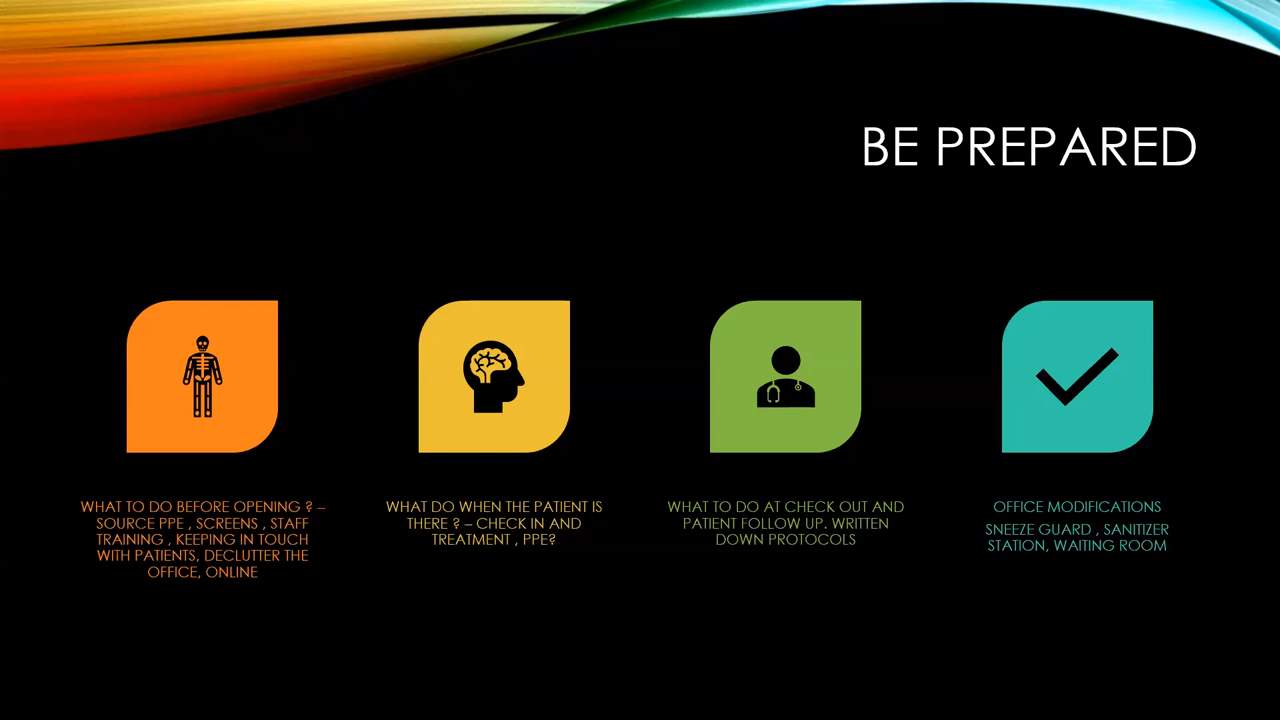 BE PREPARED
WHAT TO DO BEFORE OPENING ? –
SOURCE PPE , SCREENS , STAFF
TRAINING , KEEPING IN TOUCH
WITH PATIENTS, DECLUTTER THE
OFFICE, ONLINE
WHAT DO WHEN THE PATIENT IS
THERE ? – CHECK IN AND
TREATMENT , PPE?
WHAT TO DO AT CHECK OUT AND
PATIENT FOLLOW UP. WRITTEN
DOWN PROTOCOLS
OFFICE MODIFICATIONS
SNEEZE GUARD , SANITIZER
STATION, WAITING ROOM